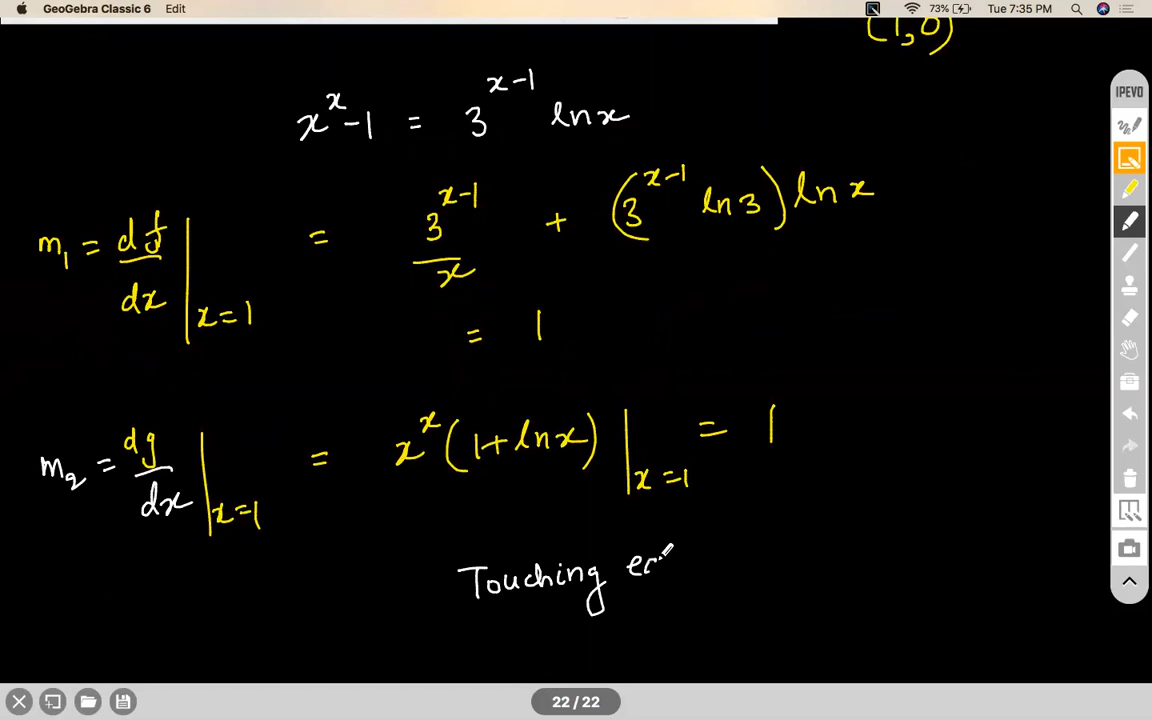 GeoGebra Classic 6 Edit 73% Tue 7:35 PM
(1,0)
IPEVO
x^x - 1 = 3^(x-1) ln x
m₁ = df/dx |x=1 = 3^(x-1)/x + (3^(x-1) ln 3) ln x
= 1
m₂ = dg/dx |x=1 = x^x (1 + ln x) |x=1 = 1
Touching
22 / 22